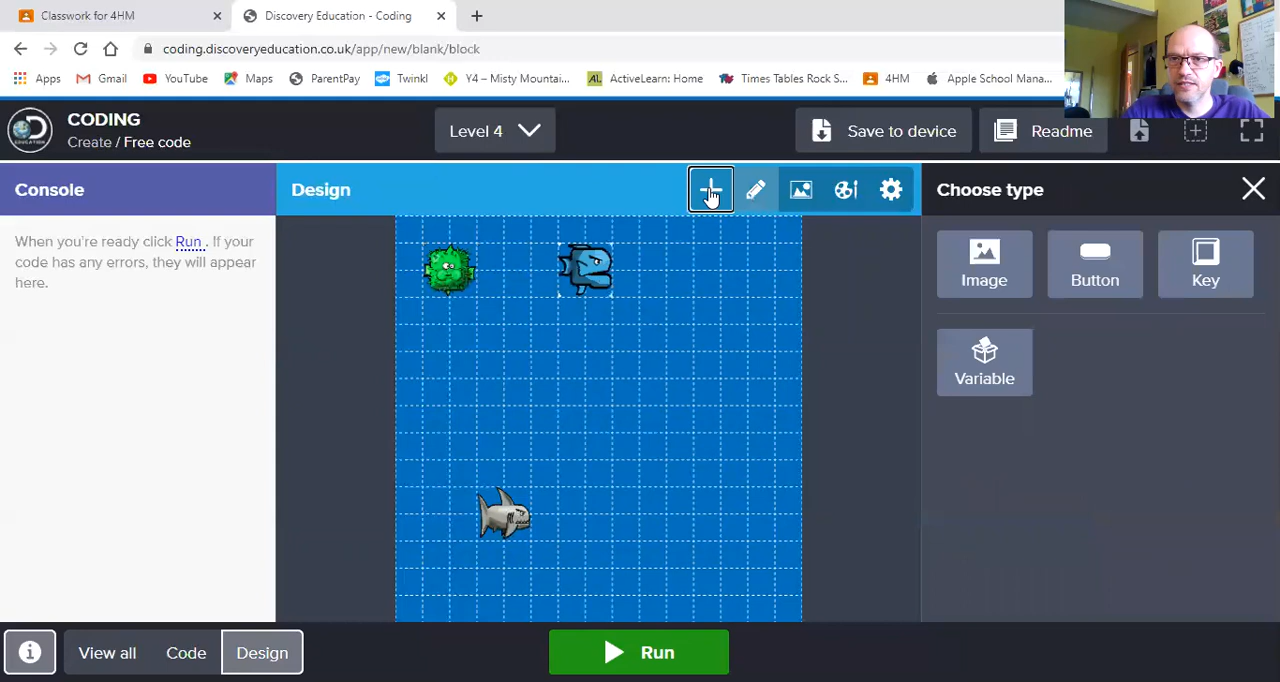 Classwork for 4HM
Discovery Education - Coding
coding.discoveryeducation.co.uk/app/new/blank/block
Apps
Gmail
YouTube
Maps
ParentPay
Twinkl
Y4 – Misty Mountai...
ActiveLearn: Home
Times Tables Rock S...
4HM
Apple School Mana...
CODING
Create / Free code
Level 4
Save to device
Readme
Console
Design
Choose type
When you're ready click Run . If your
code has any errors, they will appear
here.
Image
Button
Key
Variable
View all
Code
Design
Run